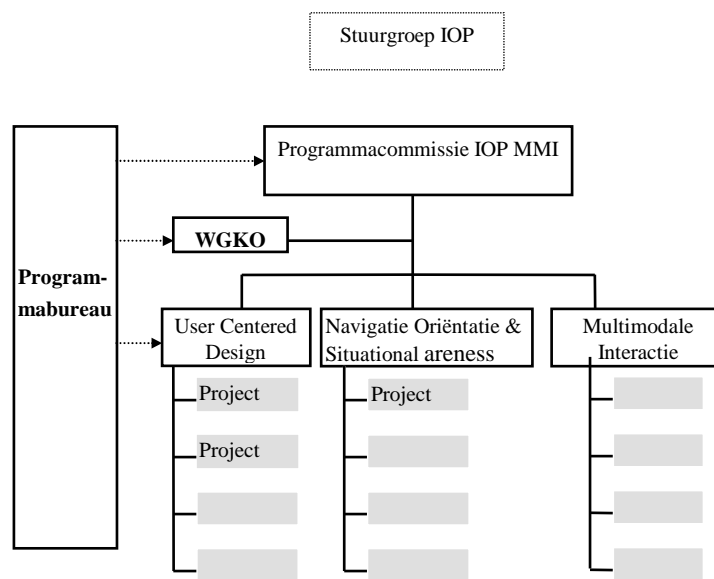 Stuurgroep IOP
Programmacommissie IOP MMI
WGKO
Program-
mabureau
User Centered
Design
Navigatie Oriëntatie &
Situational areness
Multimodale
Interactie
Project
Project
Project